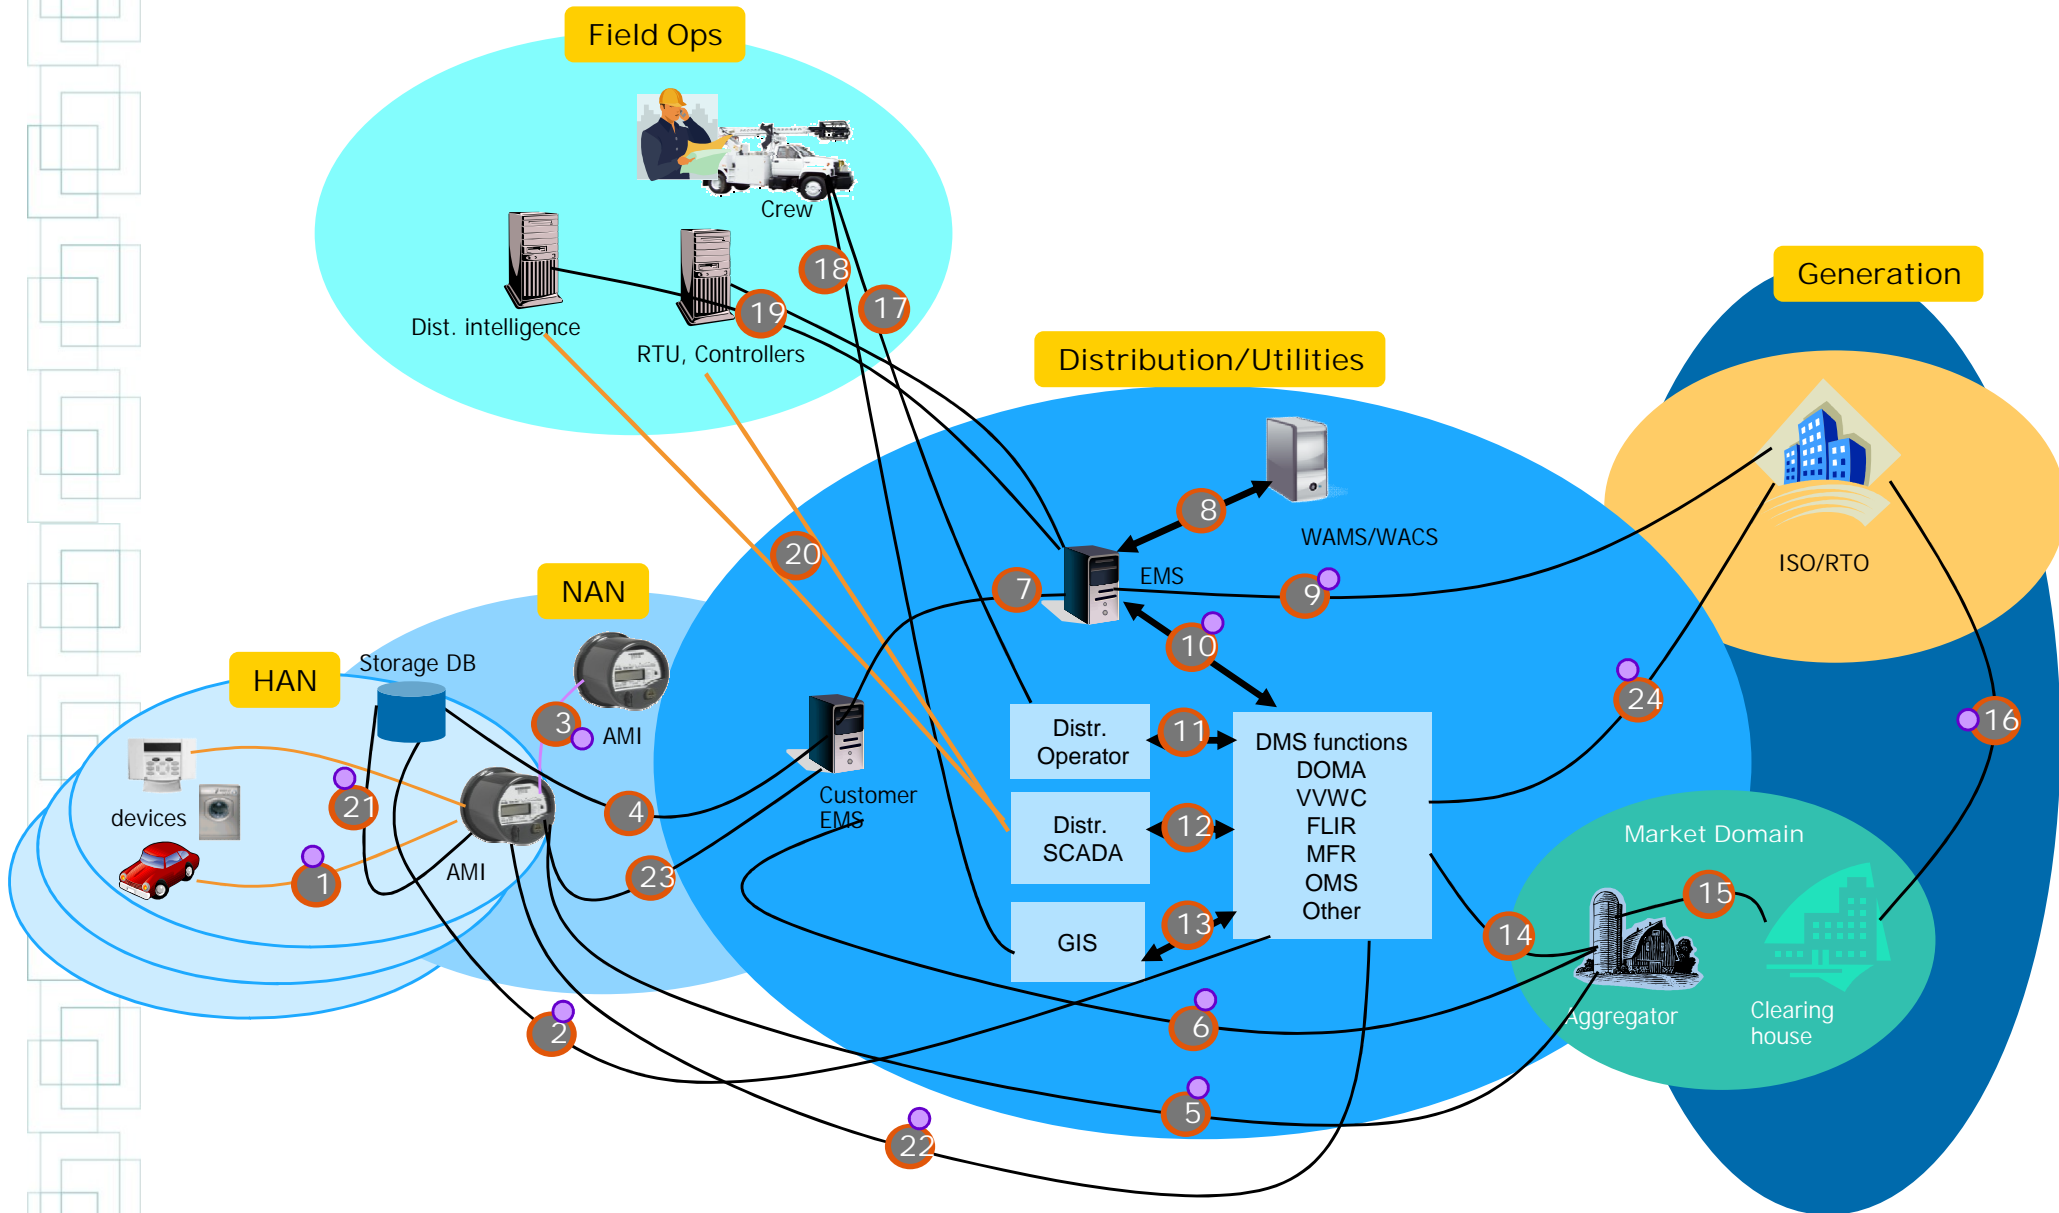 Field Ops
Crew
18
17
19
Dist. intelligence
RTU, Controllers
Generation
Distribution/Utilities
8
WAMS/WACS
ISO/RTO
20
7
EMS
9
NAN
10
HAN
Storage DB
24
3
AMI
16
11
Distr.
Operator
DMS functions
DOMA
VVWC
FLIR
MFR
OMS
Other
devices
21
4
Customer
EMS
12
Distr.
SCADA
Market Domain
1
AMI
23
15
13
GIS
14
Aggregator
Clearing
house
2
6
5
22